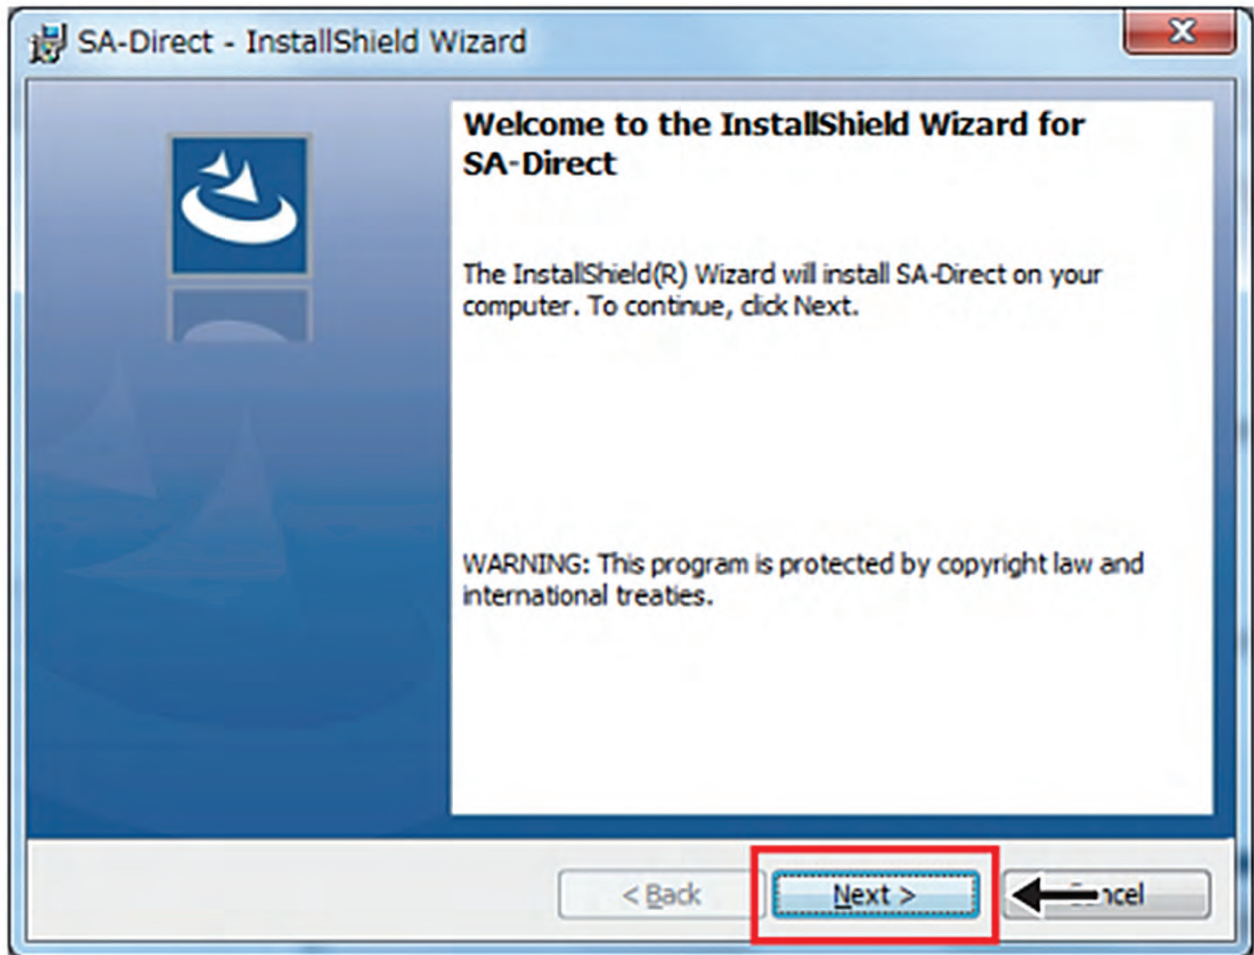 SA-Direct - InstallShield Wizard
Welcome to the InstallShield Wizard for
SA-Direct
The InstallShield(R) Wizard will install SA-Direct on your
computer. To continue, click Next.
WARNING: This program is protected by copyright law and
international treaties.
< Back Next >